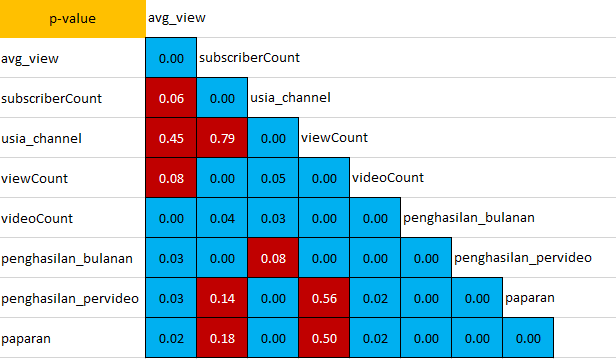 p-value avg_view
avg_view 0.00 subscriberCount
subscriberCount 0.06 0.00 usia_channel
usia_channel 0.45 0.79 0.00 viewCount
viewCount 0.08 0.00 0.05 0.00 videoCount
videoCount 0.00 0.04 0.03 0.00 0.00 penghasilan_bulanan
penghasilan_bulanan 0.03 0.00 0.08 0.00 0.00 0.00 penghasilan_pervideo
penghasilan_pervideo 0.03 0.14 0.00 0.56 0.02 0.00 0.00 paparan
paparan 0.02 0.18 0.00 0.50 0.02 0.00 0.00 0.00